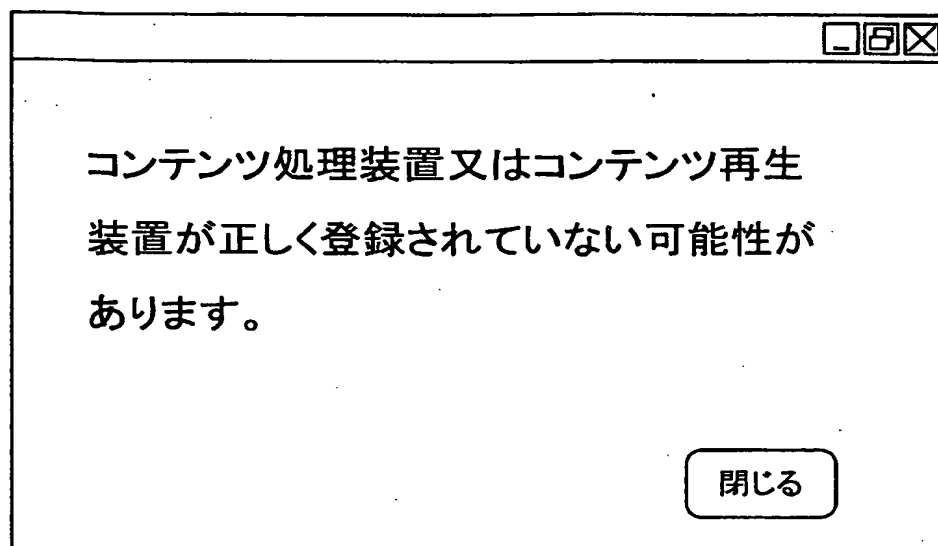 コンテンツ処理装置又はコンテンツ再生
装置が正しく登録されていない可能性が
あります。
閉じる